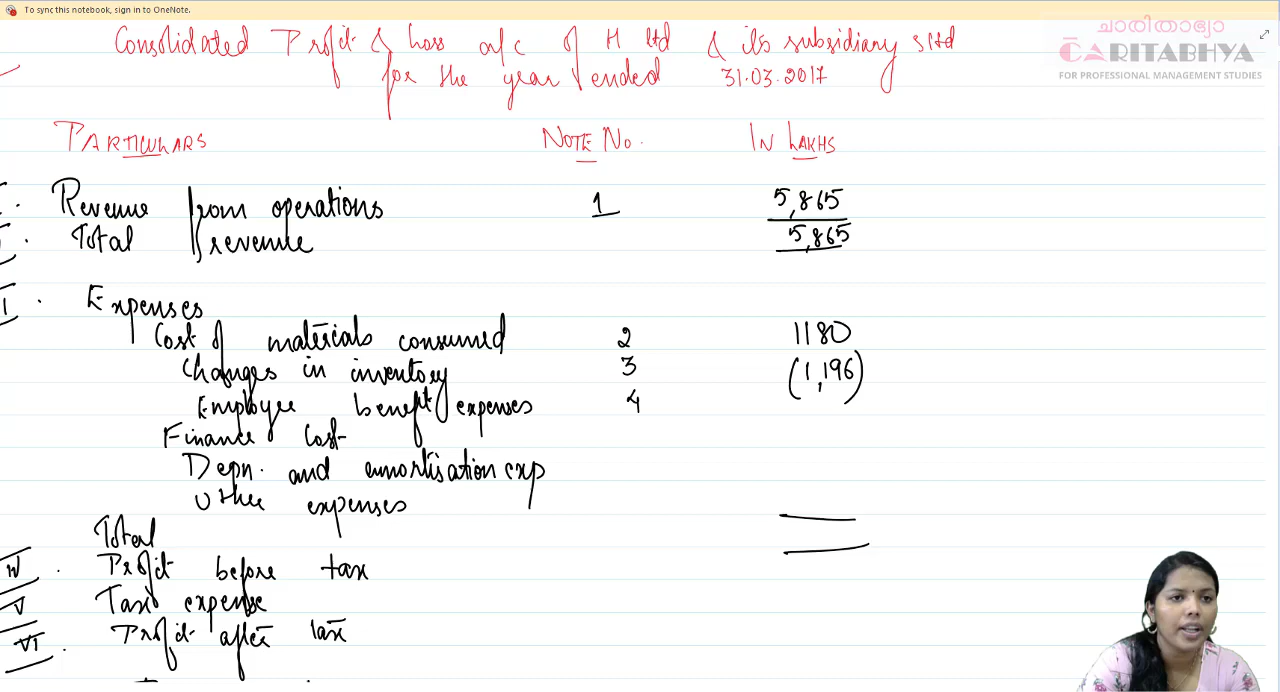 To sync this notebook, sign in to OneNote.
Consolidated Profit & Loss a/c of H ltd & its subsidiary S ltd
for the year ended 31.03.2017
ചാരിതാഭ്യാ
CARITABHYA
FOR PROFESSIONAL MANAGEMENT STUDIES
PARTICULARS NOTE NO. IN LAKHS
I. Revenue from operations 1 5,865
Total revenue 5,865
Expenses
Cost of materials consumed 2 1180
Changes in inventory 3 (1,196)
Employee benefit expenses 4
Finance cost
Depn. and amortisation exp
Other expenses
Total
IV. Profit before tax
V Tax expense
VI. Profit after tax